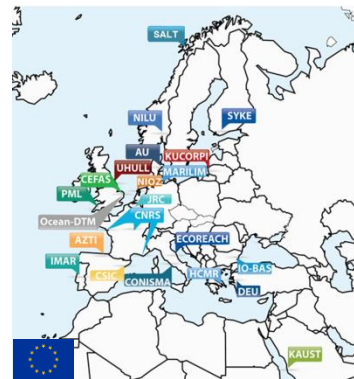 SALT
NILU
SYKE
AU
KUCORPI
UHULL
MARILIM
CEFAS
NIOZ
PML
JRC
CNRS
Ocean-DTM
AZTI
ECOREACH
IMAR
CSIC
CONISMA
HCMR
IO-BAS
DEU
KAUST